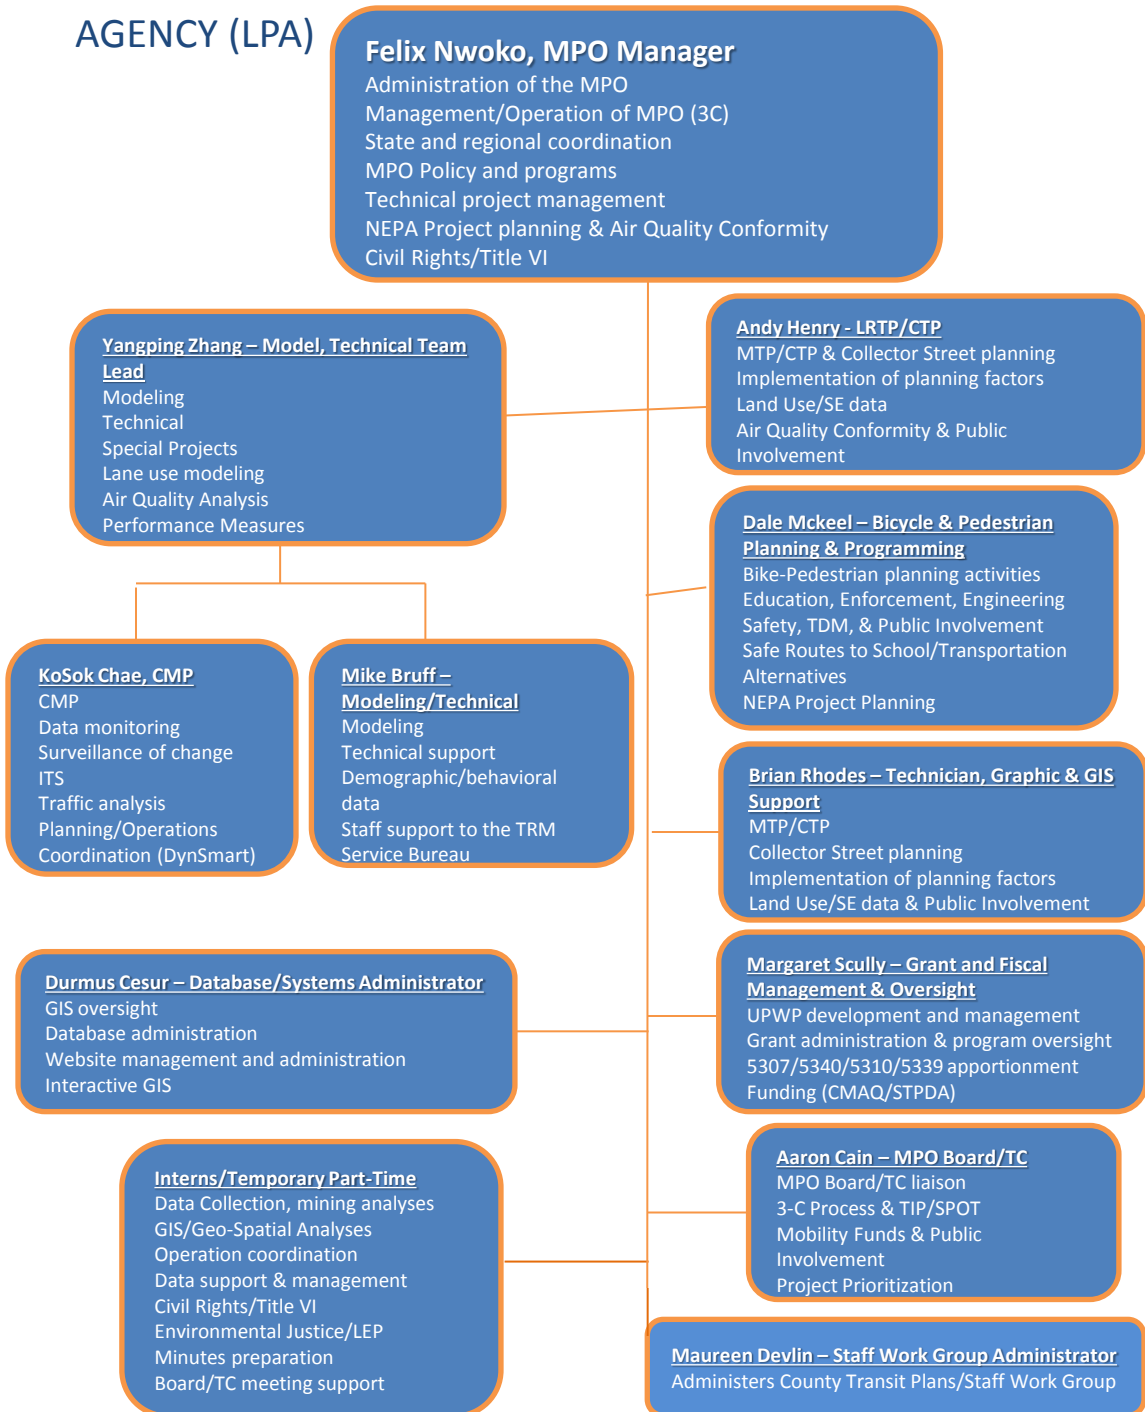 AGENCY (LPA)
Felix Nwoko, MPO Manager
Administration of the MPO
Management/Operation of MPO (3C)
State and regional coordination
MPO Policy and programs
Technical project management
NEPA Project planning & Air Quality Conformity
Civil Rights/Title VI
Yangping Zhang – Model, Technical Team
Lead
Modeling
Technical
Special Projects
Lane use modeling
Air Quality Analysis
Performance Measures
Andy Henry - LRTP/CTP
MTP/CTP & Collector Street planning
Implementation of planning factors
Land Use/SE data
Air Quality Conformity & Public
Involvement
Dale Mckeel – Bicycle & Pedestrian
Planning & Programming
Bike-Pedestrian planning activities
Education, Enforcement, Engineering
Safety, TDM, & Public Involvement
Safe Routes to School/Transportation
Alternatives
NEPA Project Planning
KoSok Chae, CMP
CMP
Data monitoring
Surveillance of change
ITS
Traffic analysis
Planning/Operations
Coordination (DynSmart)
Mike Bruff –
Modeling/Technical
Modeling
Technical support
Demographic/behavioral
data
Staff support to the TRM
Service Bureau
Brian Rhodes – Technician, Graphic & GIS
Support
MTP/CTP
Collector Street planning
Implementation of planning factors
Land Use/SE data & Public Involvement
Durmus Cesur – Database/Systems Administrator
GIS oversight
Database administration
Website management and administration
Interactive GIS
Margaret Scully – Grant and Fiscal
Management & Oversight
UPWP development and management
Grant administration & program oversight
5307/5340/5310/5339 apportionment
Funding (CMAQ/STPDA)
Interns/Temporary Part-Time
Data Collection, mining analyses
GIS/Geo-Spatial Analyses
Operation coordination
Data support & management
Civil Rights/Title VI
Environmental Justice/LEP
Minutes preparation
Board/TC meeting support
Aaron Cain – MPO Board/TC
MPO Board/TC liaison
3-C Process & TIP/SPOT
Mobility Funds & Public
Involvement
Project Prioritization
Maureen Devlin – Staff Work Group Administrator
Administers County Transit Plans/Staff Work Group